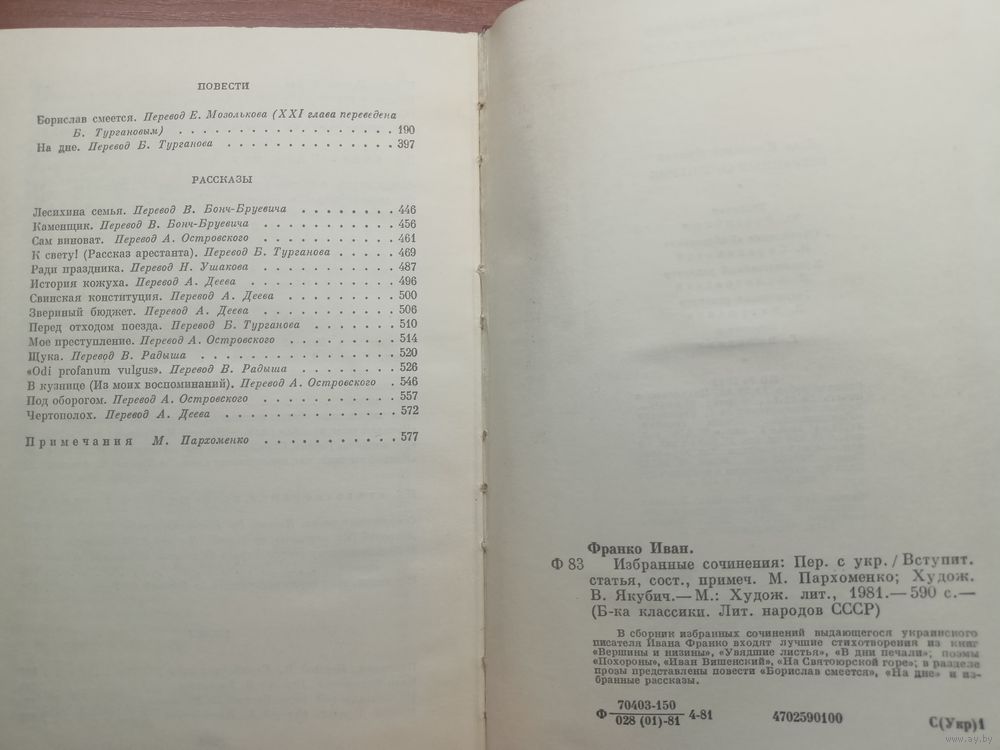 ПОВЕСТИ
Борислав смеется. Перевод Е. Мозолькова (XXI глава переведена
Б. Тургановым) . . . . . . . . . . . . . . . . . . 190
На дне. Перевод Б. Турганова . . . . . . . . . . . . . 397
РАССКАЗЫ
Лесихина семья. Перевод В. Бонч-Бруевича . . . . . . . . 446
Каменщик. Перевод В. Бонч-Бруевича . . . . . . . . . . . 456
Сам виноват. Перевод А. Островского . . . . . . . . . . 461
К свету! (Рассказ арестанта). Перевод Б. Турганова . . . . . 469
Ради праздника. Перевод Н. Ушакова . . . . . . . . . . 487
История кожуха. Перевод А. Деева . . . . . . . . . . . 496
Свинская конституция. Перевод А. Деева . . . . . . . . . 500
Звериный бюджет. Перевод А. Деева . . . . . . . . . . . 506
Перед отходом поезда. Перевод Б. Турганова . . . . . . . 510
Мое преступление. Перевод А. Островского . . . . . . . . 514
Щука. Перевод В. Радыша . . . . . . . . . . . . . . . 520
«Odi profanum vulgus». Перевод В. Радыша . . . . . . . . 526
В кузнице (Из моих воспоминаний). Перевод А. Островского . 546
Под оборогом. Перевод А. Островского . . . . . . . . . . 557
Чертополох. Перевод А. Деева . . . . . . . . . . . . . 572
Примечания М. Пархоменко . . . . . . . . . . . 577
Франко Иван.
Ф 83 Избранные сочинения: Пер. с укр. / Вступит.
статья, сост., примеч. М. Пархоменко; Худож.
В. Якубич.— М.: Худож. лит., 1981.— 590 с.—
(Б-ка классики. Лит. народов СССР)
В сборник избранных сочинений выдающегося украинского
писателя Ивана Франко входят лучшие стихотворения из книг
«Вершины и низины», «Увядшие листья», «В дни печали»; поэмы
«Похороны», «Иван Вишенский», «На Святоюрской горе»; в разделе
прозы представлены повести «Борислав смеется», «На дне» и из-
бранные рассказы.
70403-150
Ф 4-81 4702590100 С(Укр)1
028 (01)-81
www.ay.by